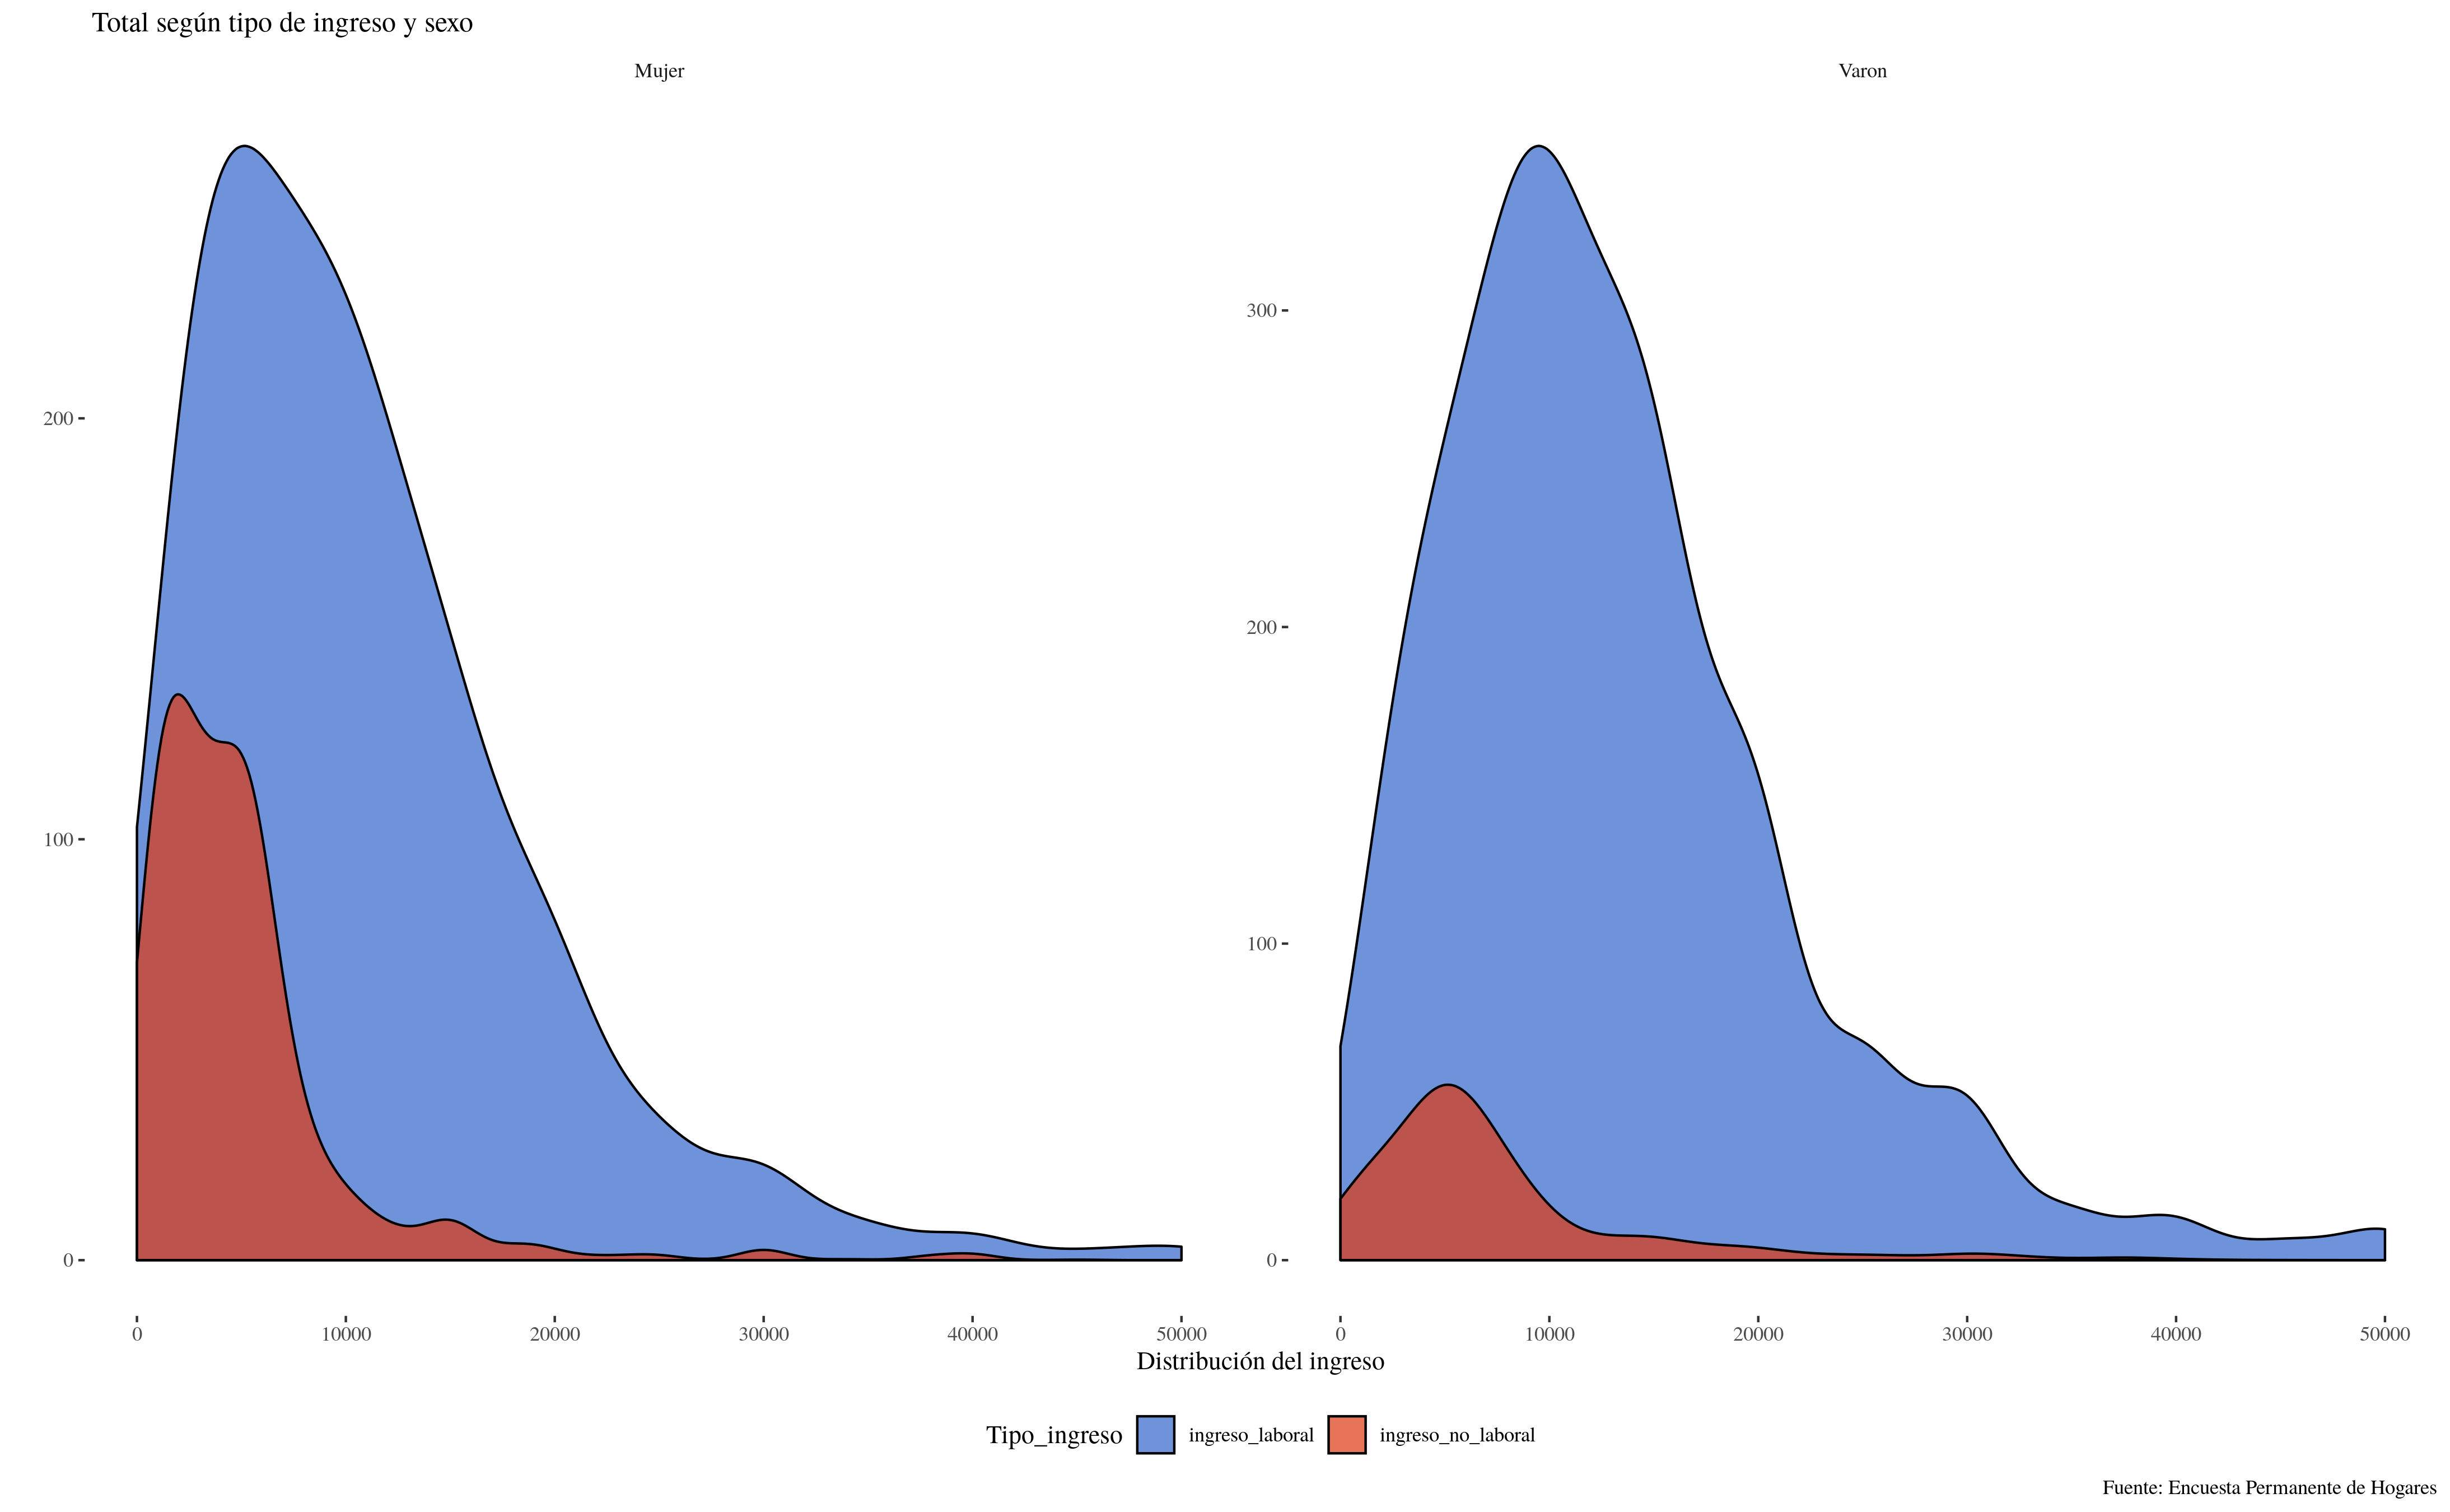 Total según tipo de ingreso y sexo
Mujer
Varon
200
100
0
300
200
100
0
0 10000 20000 30000 40000 50000
0 10000 20000 30000 40000 50000
Distribución del ingreso
Tipo_ingreso ingreso_laboral ingreso_no_laboral
Fuente: Encuesta Permanente de Hogares